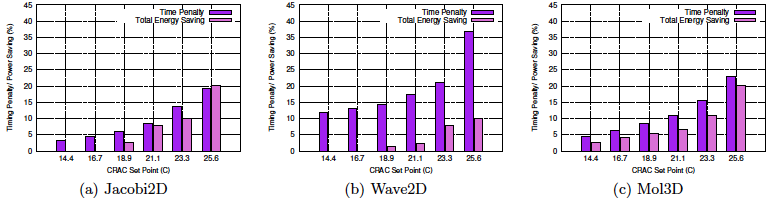 Timing Penalty/ Power Saving (%)
45
40
35
30
25
20
15
10
5
0
Time Penalty
Total Energy Saving
14.4 16.7 18.9 21.1 23.3 25.6
CRAC Set Point (C)
(a) Jacobi2D
Timing Penalty/ Power Saving (%)
45
40
35
30
25
20
15
10
5
0
Time Penalty
Total Energy Saving
14.4 16.7 18.9 21.1 23.3 25.6
CRAC Set Point (C)
(b) Wave2D
Timing Penalty/ Power Saving (%)
45
40
35
30
25
20
15
10
5
0
Time Penalty
Total Energy Saving
14.4 16.7 18.9 21.1 23.3 25.6
CRAC Set Point (C)
(c) Mol3D